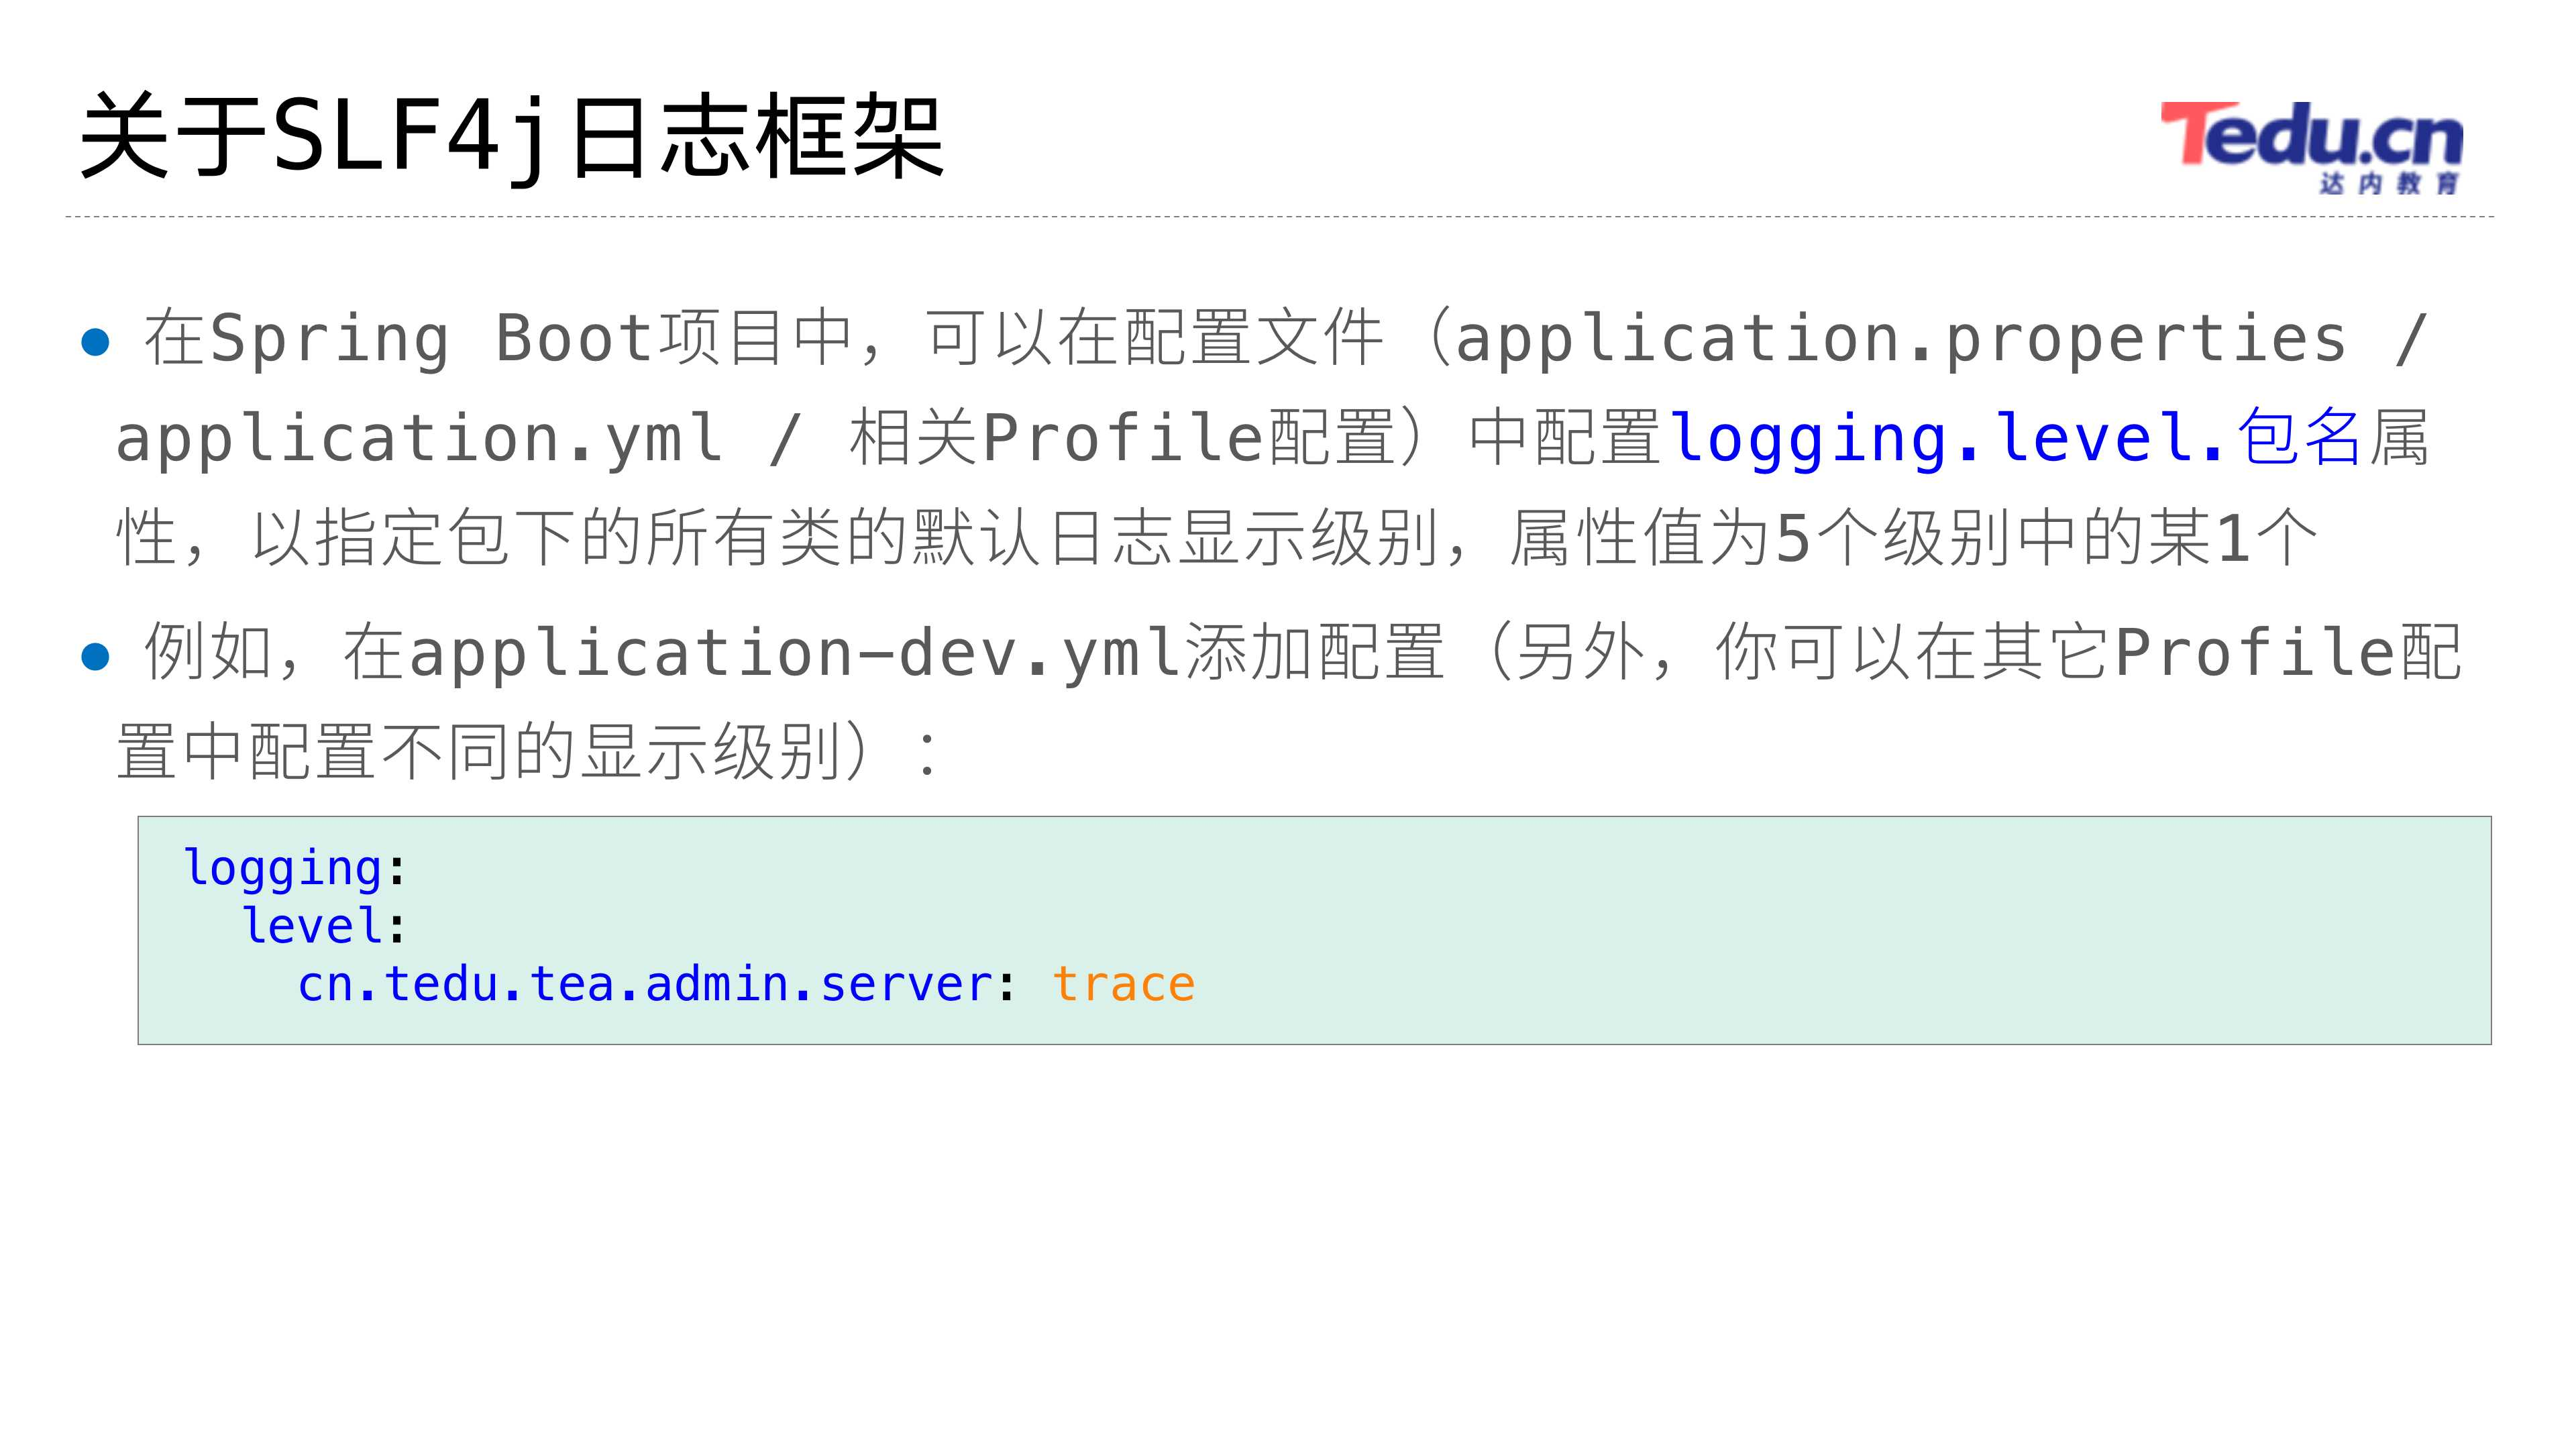 关于SLF4j日志框架
Tedu.cn
达内教育
● 在Spring Boot项目中，可以在配置文件（application.properties /
application.yml / 相关Profile配置）中配置logging.level.包名属
性，以指定包下的所有类的默认日志显示级别，属性值为5个级别中的某1个
● 例如，在application-dev.yml添加配置（另外，你可以在其它Profile配
置中配置不同的显示级别）：
logging:
  level:
    cn.tedu.tea.admin.server: trace